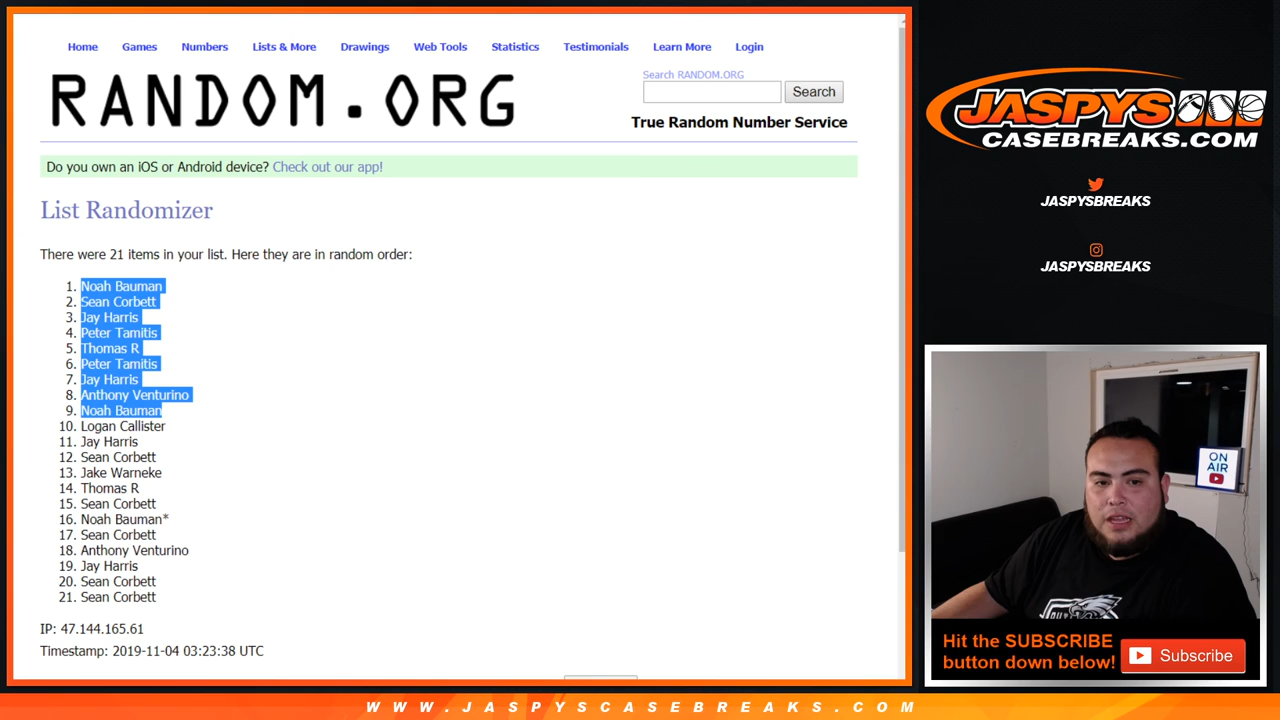 Home Games Numbers Lists & More Drawings Web Tools Statistics Testimonials Learn More Login
RANDOM.ORG
Search RANDOM.ORG
Search
True Random Number Service
Do you own an iOS or Android device? Check out our app!
List Randomizer
There were 21 items in your list. Here they are in random order:
1. Noah Bauman
2. Sean Corbett
3. Jay Harris
4. Peter Tamitis
5. Thomas R
6. Peter Tamitis
7. Jay Harris
8. Anthony Venturino
9. Noah Bauman
10. Logan Callister
11. Jay Harris
12. Sean Corbett
13. Jake Warneke
14. Thomas R
15. Sean Corbett
16. Noah Bauman*
17. Sean Corbett
18. Anthony Venturino
19. Jay Harris
20. Sean Corbett
21. Sean Corbett
IP: 47.144.165.61
Timestamp: 2019-11-04 03:23:38 UTC
JASPYS
CASEBREAKS.COM
JASPYSBREAKS
JASPYSBREAKS
ON
AIR
Hit the SUBSCRIBE
button down below!
Subscribe
WWW.JASPYSCASEBREAKS.COM